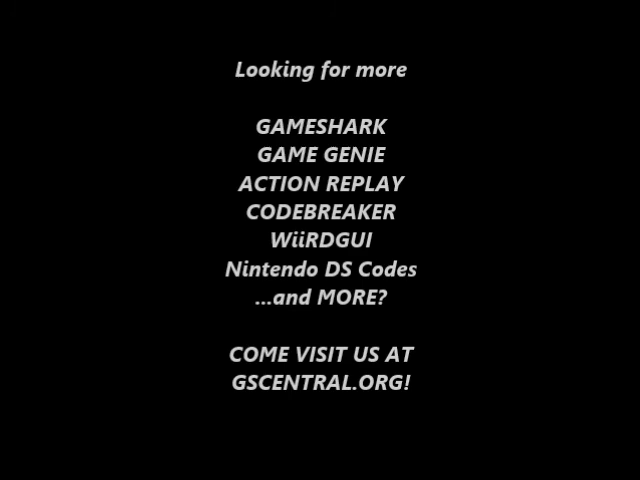 Looking for more
GAMESHARK
GAME GENIE
ACTION REPLAY
CODEBREAKER
WiiRDGUI
Nintendo DS Codes
...and MORE?
COME VISIT US AT
GSCENTRAL.ORG!